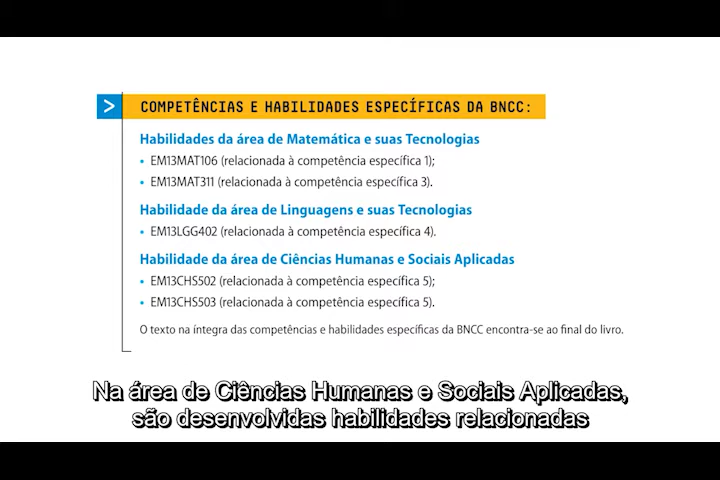 > COMPETÊNCIAS E HABILIDADES ESPECÍFICAS DA BNCC:
Habilidades da área de Matemática e suas Tecnologias
• EM13MAT106 (relacionada à competência específica 1);
• EM13MAT311 (relacionada à competência específica 3).
Habilidade da área de Linguagens e suas Tecnologias
• EM13LGG402 (relacionada à competência específica 4).
Habilidade da área de Ciências Humanas e Sociais Aplicadas
• EM13CHS502 (relacionada à competência específica 5);
• EM13CHS503 (relacionada à competência específica 5).
O texto na íntegra das competências e habilidades específicas da BNCC encontra-se ao final do livro.
Na área de Ciências Humanas e Sociais Aplicadas,
são desenvolvidas habilidades relacionadas